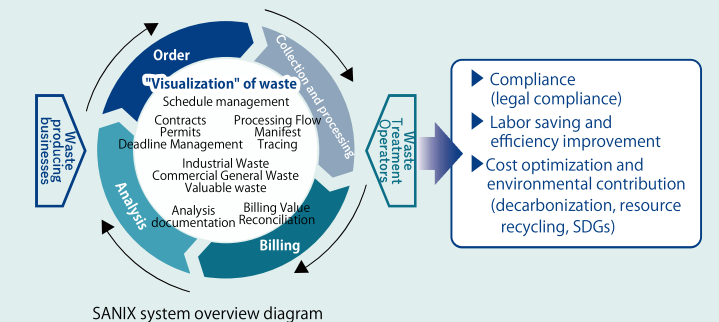 Order
Collection and processing
"Visualization" of waste
Schedule management
Contracts
Permits
Deadline Management
Processing Flow
Manifest
Tracing
Industrial Waste
Commercial General Waste
Valuable waste
Analysis
documentation
Billing Value
Reconciliation
Analysis
Billing
Waste
producing
businesses
Waste
Treatment
Operators
Compliance
(legal compliance)
Labor saving and
efficiency improvement
Cost optimization and
environmental contribution
(decarbonization, resource
recycling, SDGs)
SANIX system overview diagram